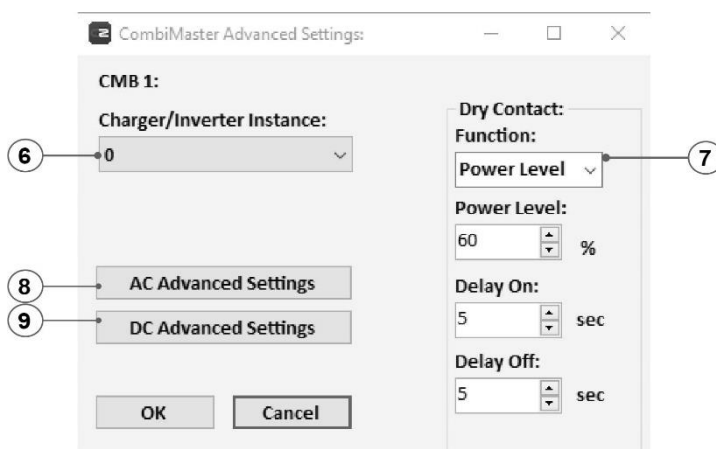 CombiMaster Advanced Settings:
CMB 1:
Charger/Inverter Instance:
6
0
Dry Contact:
Function:
Power Level
7
Power Level:
60 %
8
AC Advanced Settings
9
DC Advanced Settings
Delay On:
5 sec
Delay Off:
5 sec
OK
Cancel